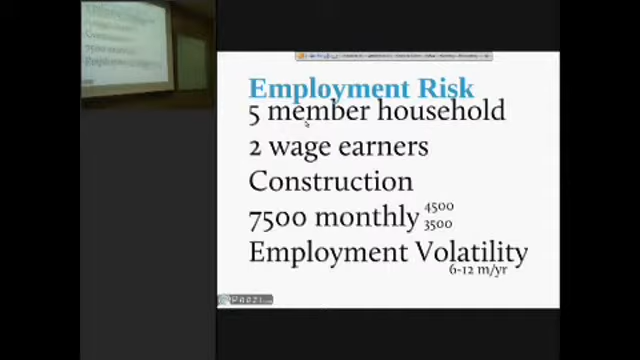 Employment Risk
5 member household
2 wage earners
Construction
7500 monthly 4500
3500
Employment Volatility
6-12 m/yr